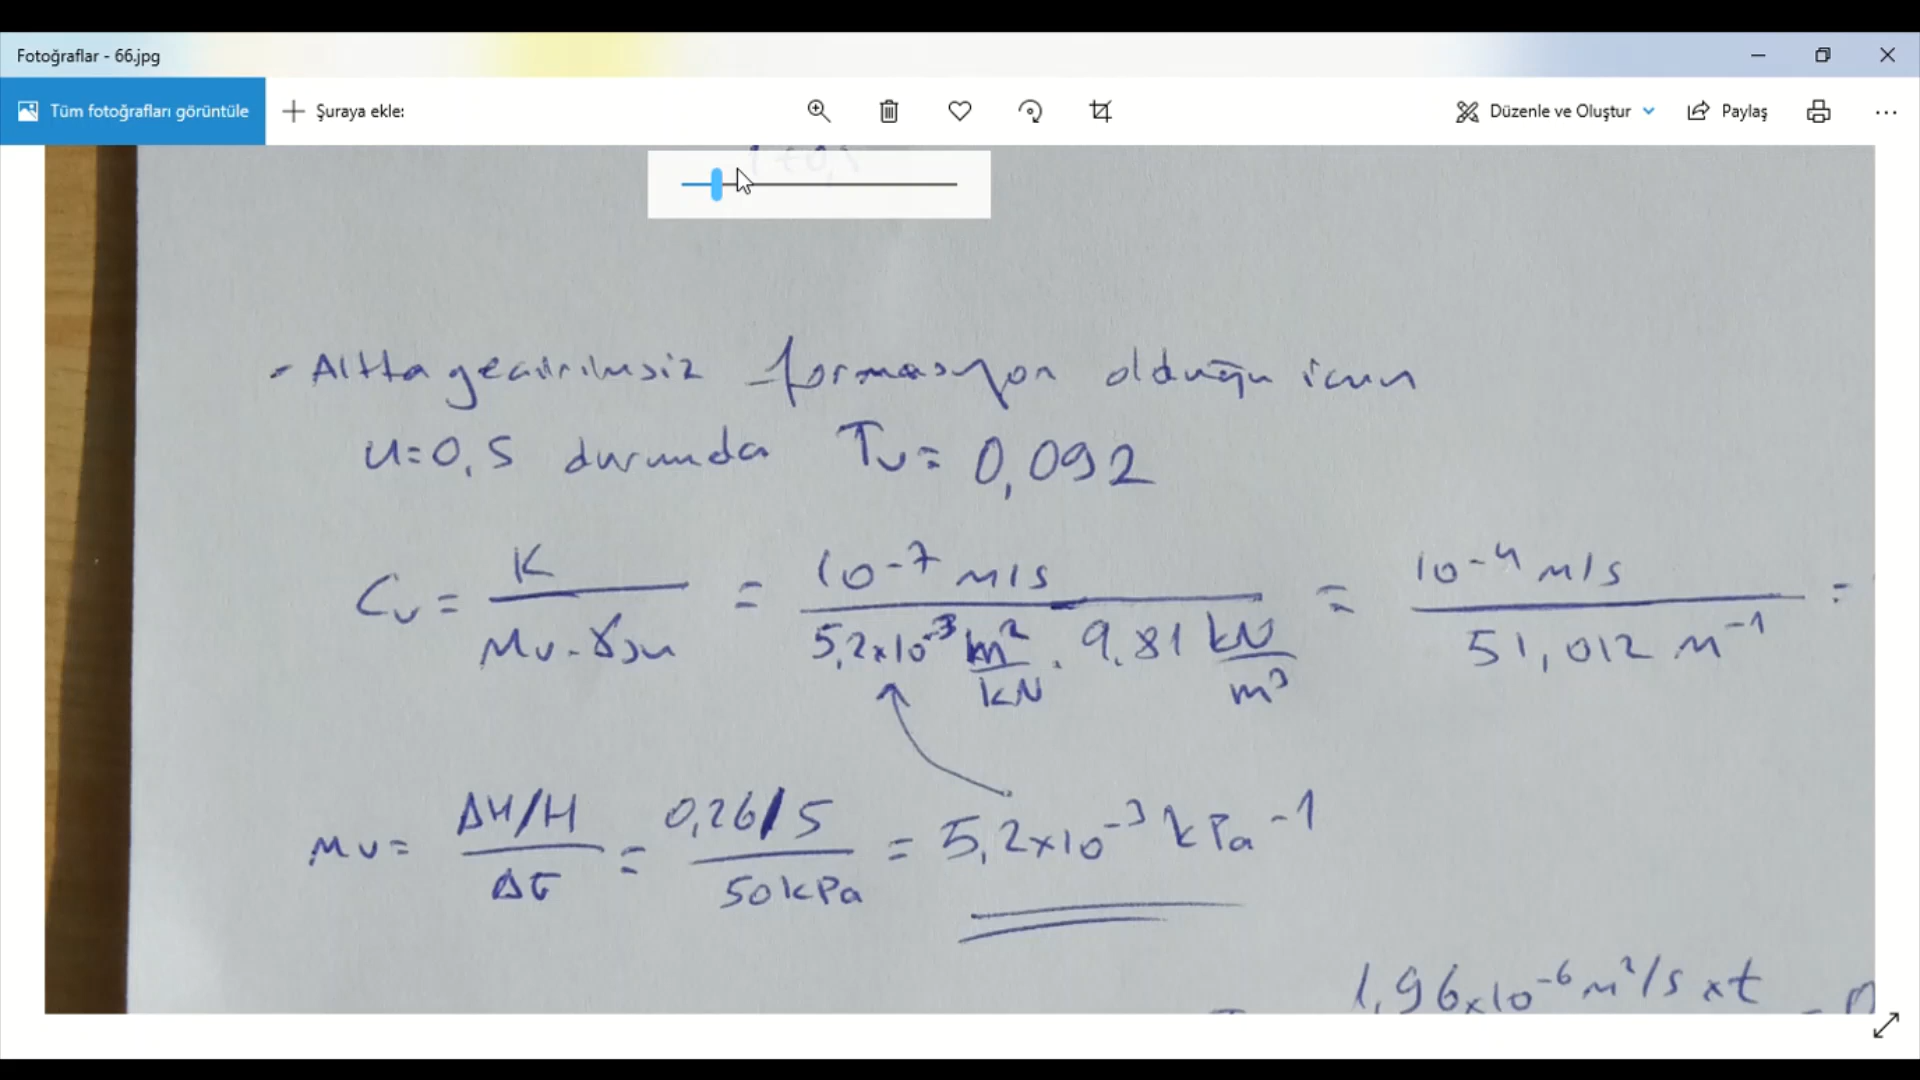 Fotoğraflar - 66.jpg
Tüm fotoğrafları görüntüle
Şuraya ekle:
Düzenle ve Oluştur
Paylaş
- Altta geçirimsiz formasyon olduğu için
U=0,5 durumda Tv= 0,092
Cv = K / Mv.γsu = 10^-7 m/s / 5,2x10^-3 m²/kN . 9.81 kN/m³ = 10^-4 m/s / 51,012 m^-1 =
mv = ΔH/H / Δσ = 0,26/5 / 50kPa = 5,2x10^-3 kPa^-1
1,96x10^-6 m²/s xt